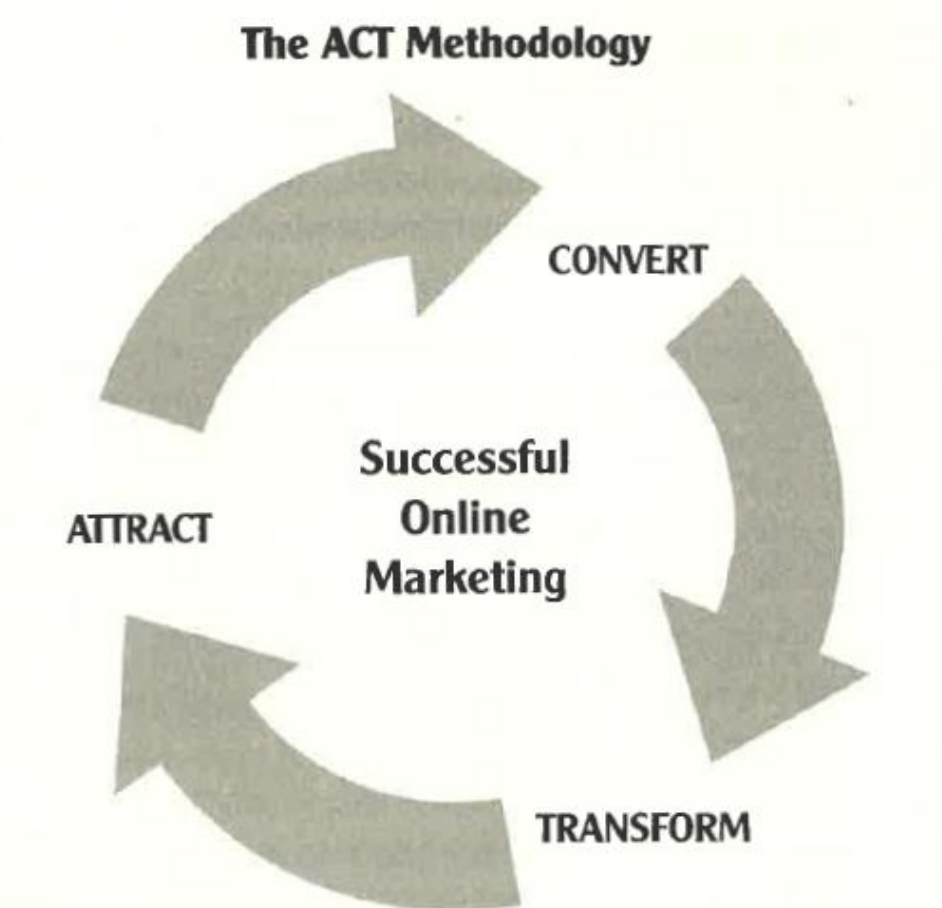 The ACT Methodology
CONVERT
Successful
Online
Marketing
ATTRACT
TRANSFORM